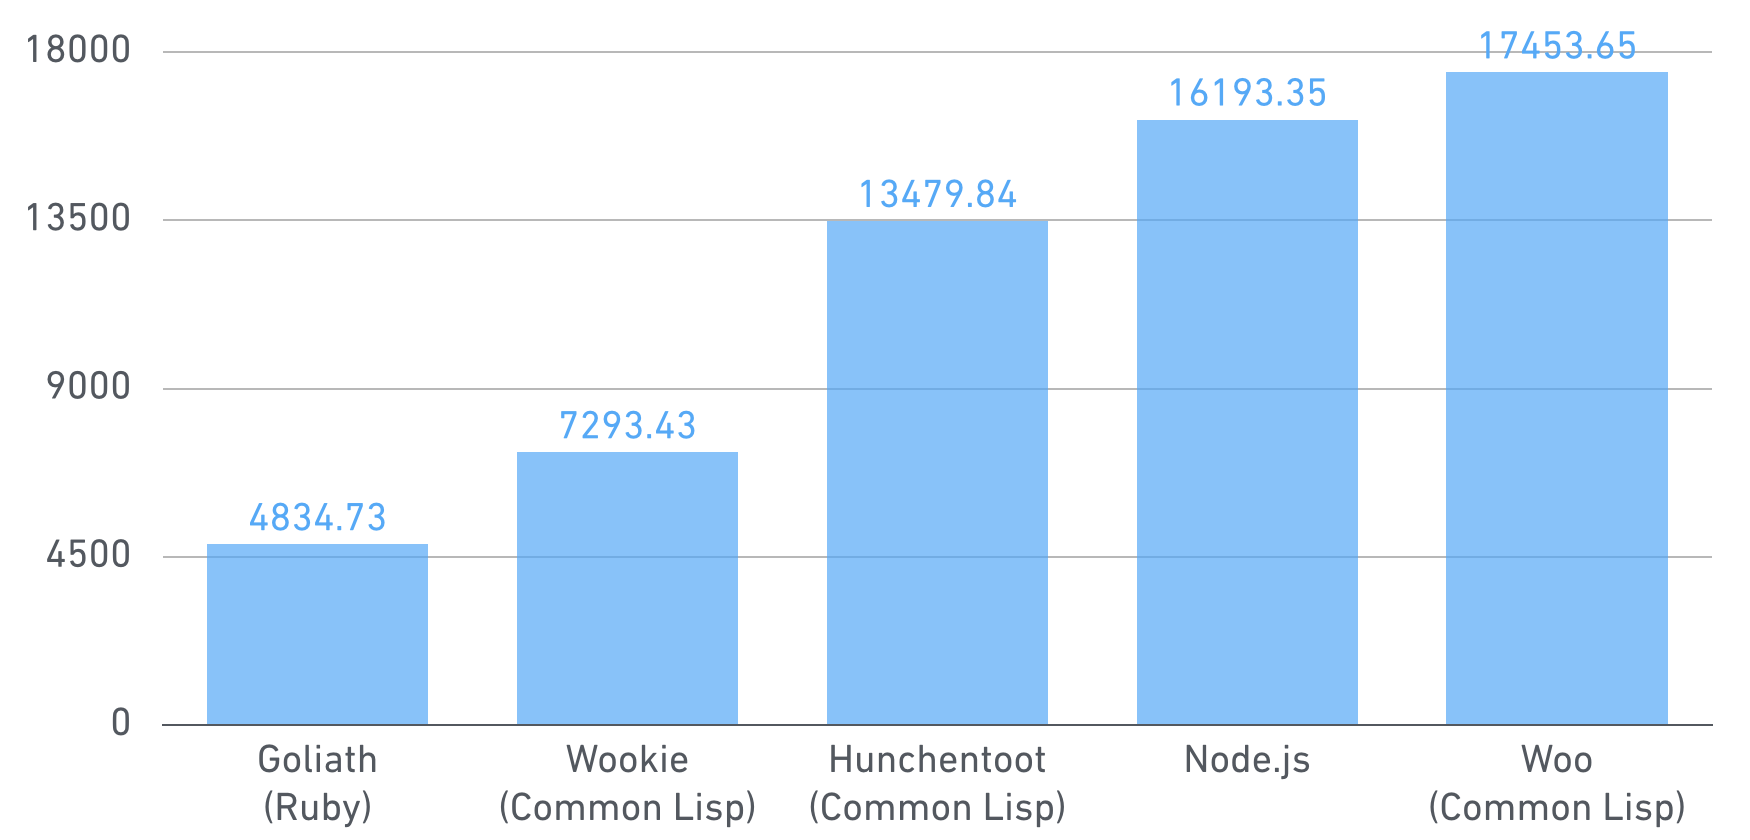 18000
13500
9000
4500
0
4834.73
7293.43
13479.84
16193.35
17453.65
Goliath
(Ruby)
Wookie
(Common Lisp)
Hunchentoot
(Common Lisp)
Node.js
Woo
(Common Lisp)